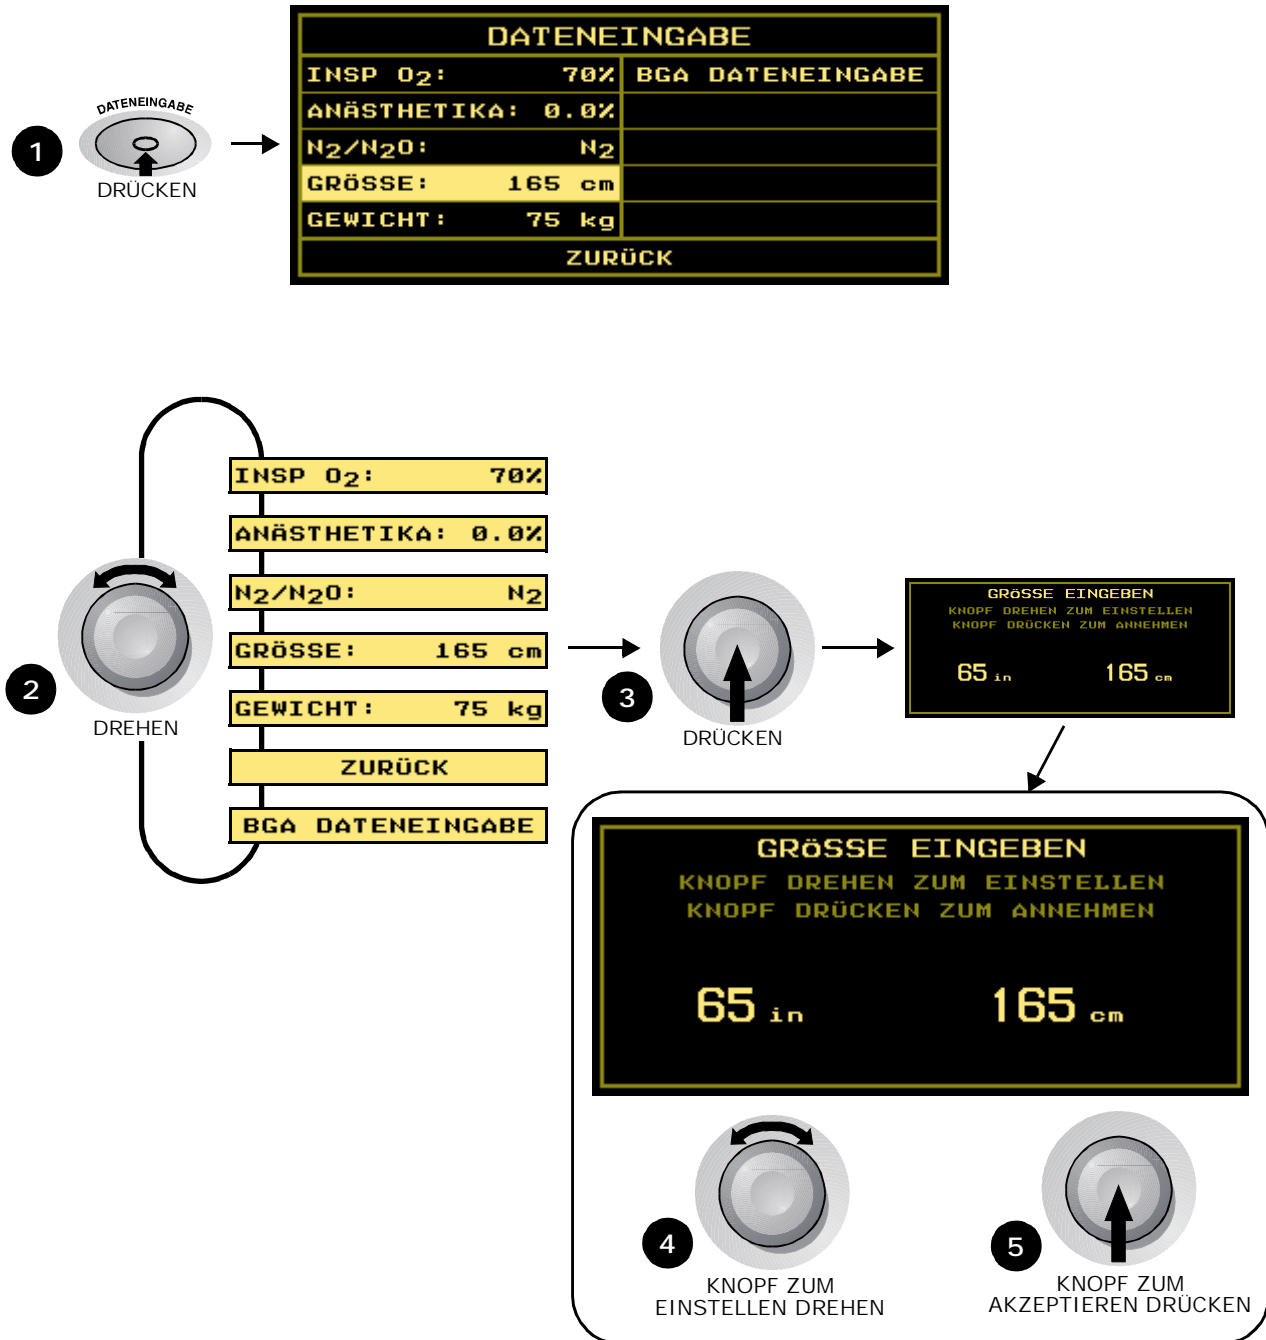 DATENEINGABE
INSP O2: 70% BGA DATENEINGABE
ANÄSTHETIKA: 0.0%
N2/N2O: N2
GRÖSSE: 165 cm
GEWICHT: 75 kg
ZURÜCK
DATENEINGABE
1
DRÜCKEN
INSP O2: 70%
ANÄSTHETIKA: 0.0%
N2/N2O: N2
GRÖSSE: 165 cm
GEWICHT: 75 kg
ZURÜCK
BGA DATENEINGABE
2
DREHEN
3
DRÜCKEN
GRÖSSE EINGEBEN
KNOPF DREHEN ZUM EINSTELLEN
KNOPF DRÜCKEN ZUM ANNEHMEN
65 in 165 cm
GRÖSSE EINGEBEN
KNOPF DREHEN ZUM EINSTELLEN
KNOPF DRÜCKEN ZUM ANNEHMEN
65 in 165 cm
4
KNOPF ZUM
EINSTELLEN DREHEN
5
KNOPF ZUM
AKZEPTIEREN DRÜCKEN